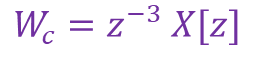 W_c = z^{-3} X[z]